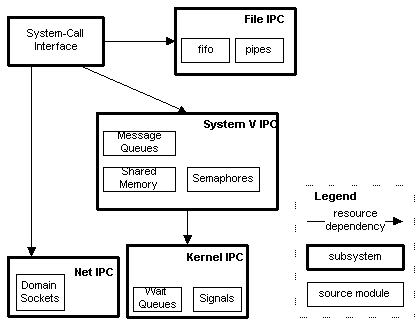 System-Call
Interface
File IPC
fifo
pipes
System V IPC
Message
Queues
Shared
Memory
Semaphores
Net IPC
Domain
Sockets
Kernel IPC
Wait
Queues
Signals
Legend
resource
dependency
subsystem
source module